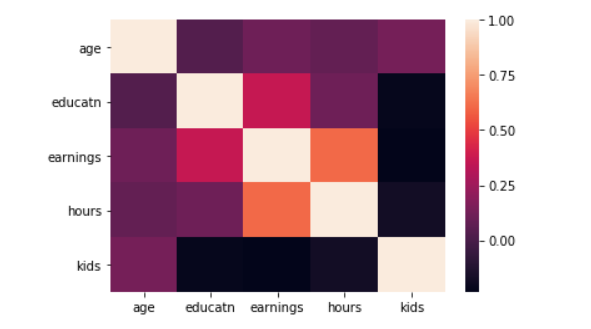 1.00
age
0.75
educatn
0.50
earnings
0.25
hours
0.00
kids
age educatn earnings hours kids